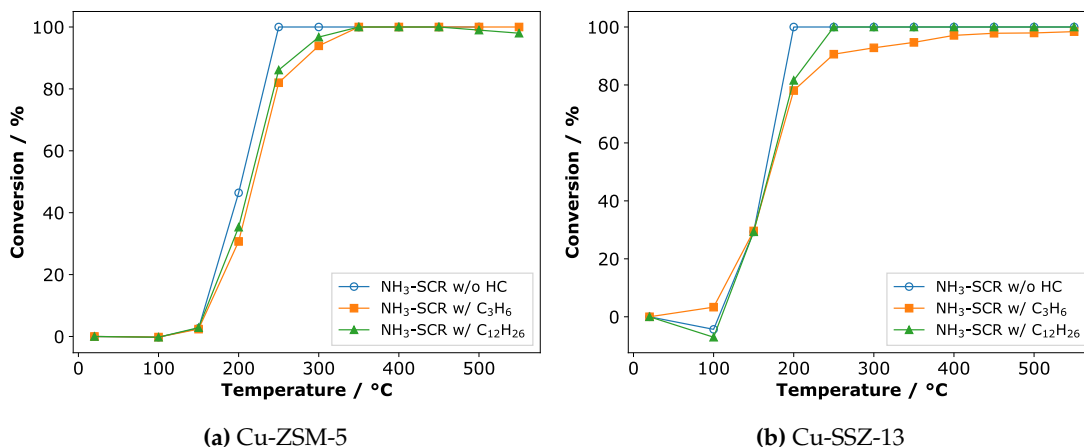 100
80
60
40
20
0
Conversion / %
NH₃-SCR w/o HC
NH₃-SCR w/ C₃H₆
NH₃-SCR w/ C₁₂H₂₆
0 100 200 300 400 500
Temperature / °C
(a) Cu-ZSM-5
100
80
60
40
20
0
Conversion / %
NH₃-SCR w/o HC
NH₃-SCR w/ C₃H₆
NH₃-SCR w/ C₁₂H₂₆
0 100 200 300 400 500
Temperature / °C
(b) Cu-SSZ-13